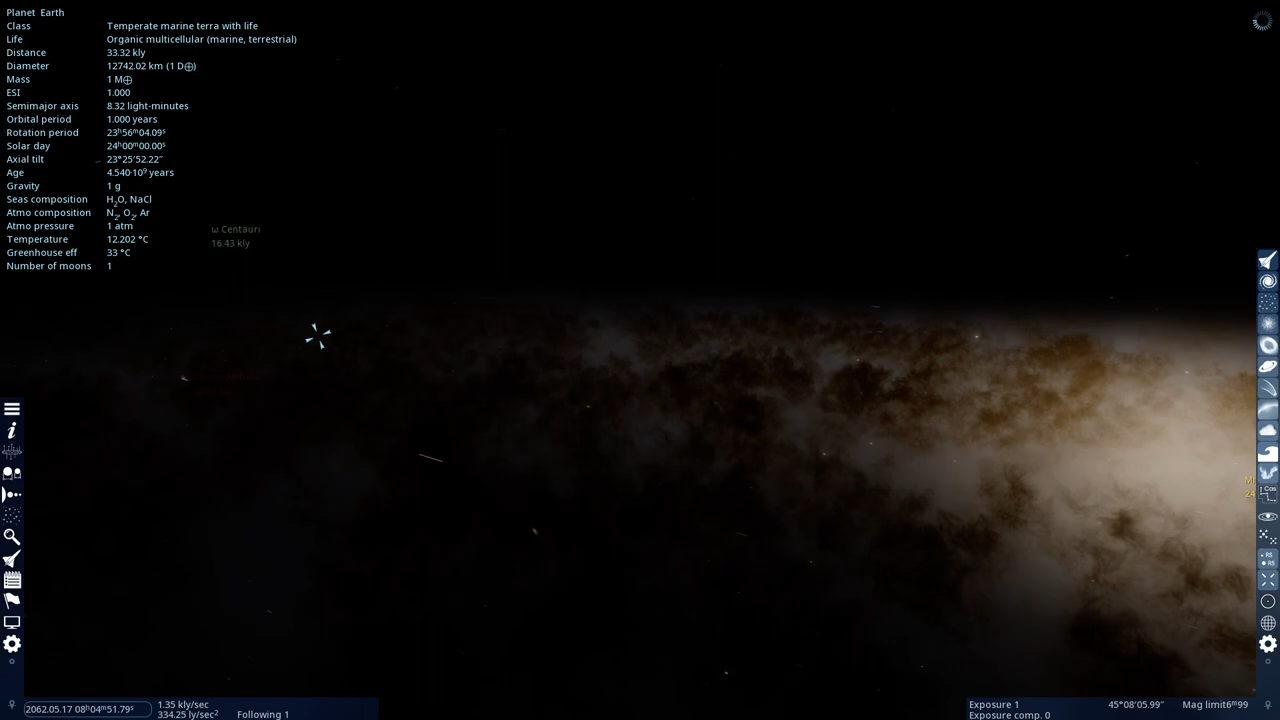 Planet Earth
Class Temperate marine terra with life
Life Organic multicellular (marine, terrestrial)
Distance 33.32 kly
Diameter 12742.02 km (1 D⊕)
Mass 1 M⊕
ESI 1.000
Semimajor axis 8.32 light-minutes
Orbital period 1.000 years
Rotation period 23ʰ56ᵐ04.09ˢ
Solar day 24ʰ00ᵐ00.00ˢ
Axial tilt 23°25′52.22″
Age 4.540·10⁹ years
Gravity 1 g
Seas composition H₂O, NaCl
Atmo composition N₂, O₂, Ar
Atmo pressure 1 atm
Temperature 12.202 °C
Greenhouse eff 33 °C
Number of moons 1
ω Centauri
16.43 kly
RS
RS
2062.05.17 08ʰ04ᵐ51.79ˢ
1.35 kly/sec
334.25 ly/sec²
Following 1
Exposure 1
Exposure comp. 0
45°08′05.99″
Mag limit6ᵐ99